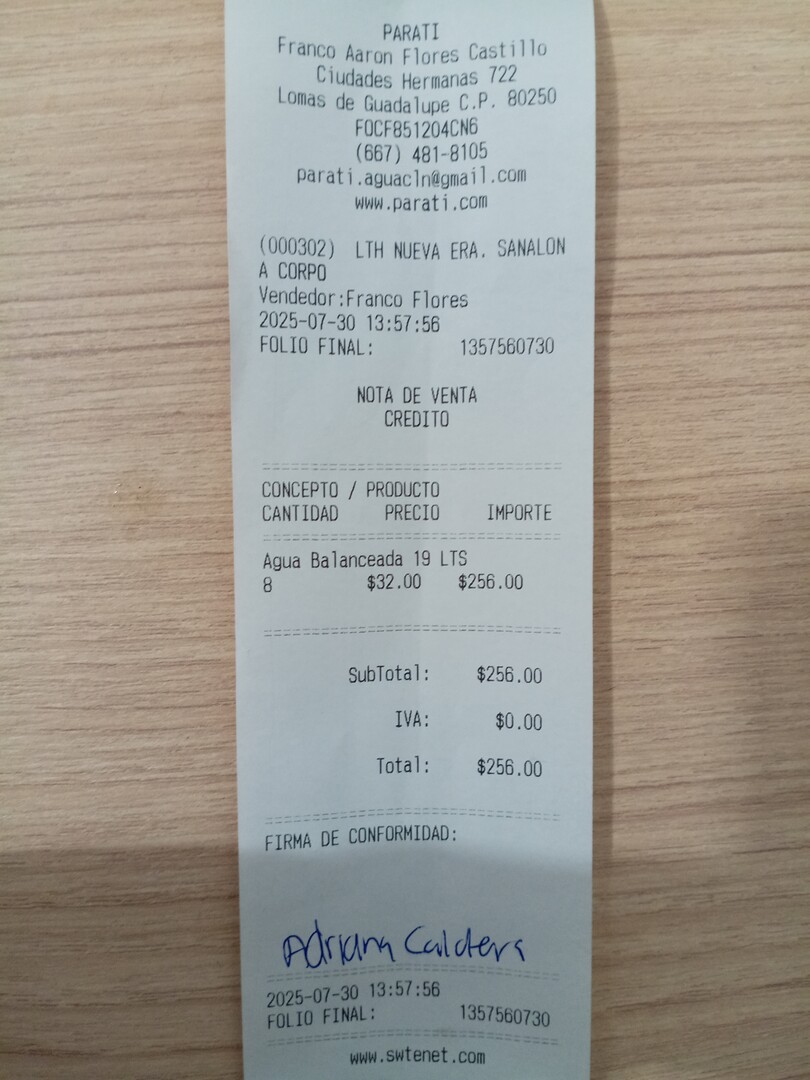 PARATI
Franco Aaron Flores Castillo
Ciudades Hermanas 722
Lomas de Guadalupe C.P. 80250
FOCF851204CN6
(667) 481-8105
parati.aguacln@gmail.com
www.parati.com
(000302) LTH NUEVA ERA. SANALON
A CORPO
Vendedor:Franco Flores
2025-07-30 13:57:56
FOLIO FINAL: 1357560730
NOTA DE VENTA
CREDITO
CONCEPTO / PRODUCTO
CANTIDAD PRECIO IMPORTE
Agua Balanceada 19 LTS
8 $32.00 $256.00
SubTotal: $256.00
IVA: $0.00
Total: $256.00
FIRMA DE CONFORMIDAD:
Adriana Caldera
2025-07-30 13:57:56
FOLIO FINAL: 1357560730
www.swtenet.com